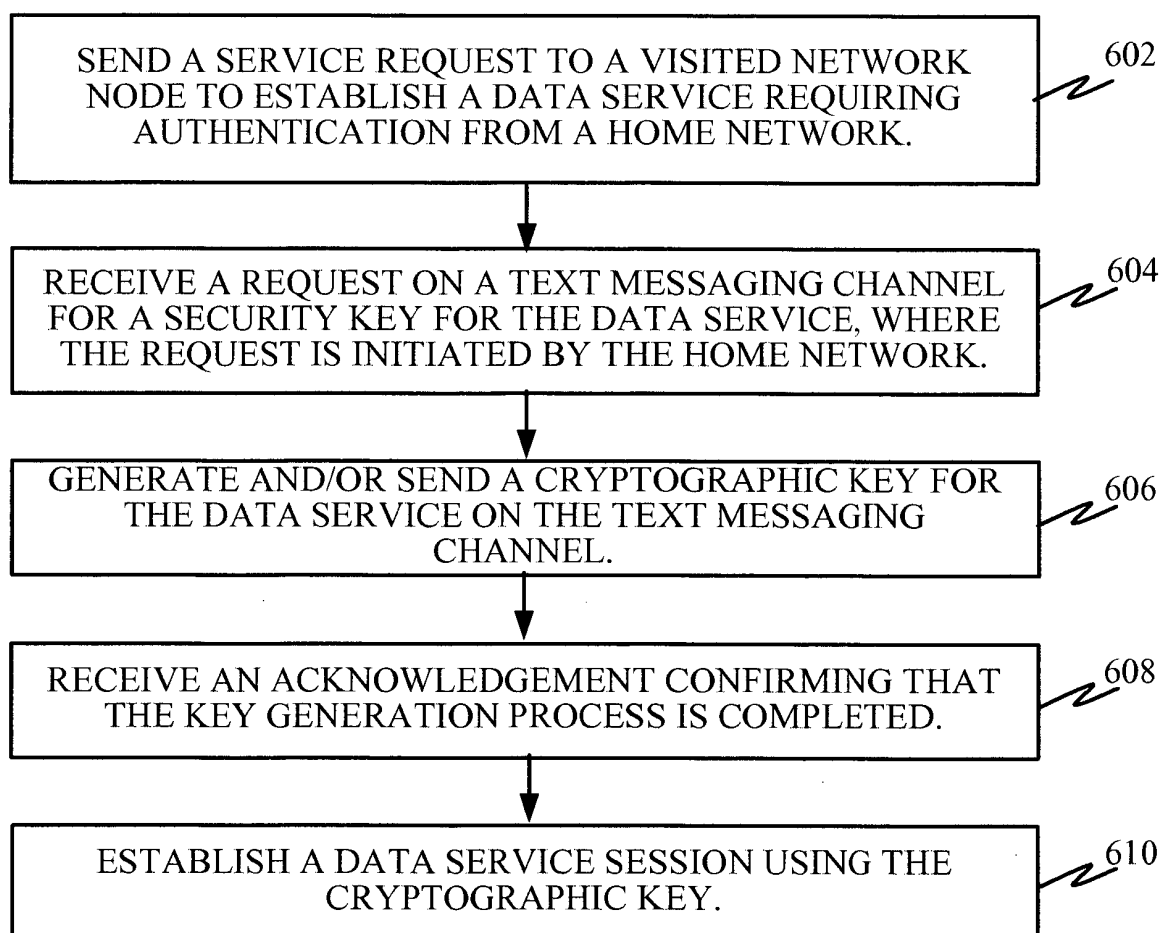 SEND A SERVICE REQUEST TO A VISITED NETWORK
NODE TO ESTABLISH A DATA SERVICE REQUIRING
AUTHENTICATION FROM A HOME NETWORK.
602
RECEIVE A REQUEST ON A TEXT MESSAGING CHANNEL
FOR A SECURITY KEY FOR THE DATA SERVICE, WHERE
THE REQUEST IS INITIATED BY THE HOME NETWORK.
604
GENERATE AND/OR SEND A CRYPTOGRAPHIC KEY FOR
THE DATA SERVICE ON THE TEXT MESSAGING
CHANNEL.
606
RECEIVE AN ACKNOWLEDGEMENT CONFIRMING THAT
THE KEY GENERATION PROCESS IS COMPLETED.
608
ESTABLISH A DATA SERVICE SESSION USING THE
CRYPTOGRAPHIC KEY.
610